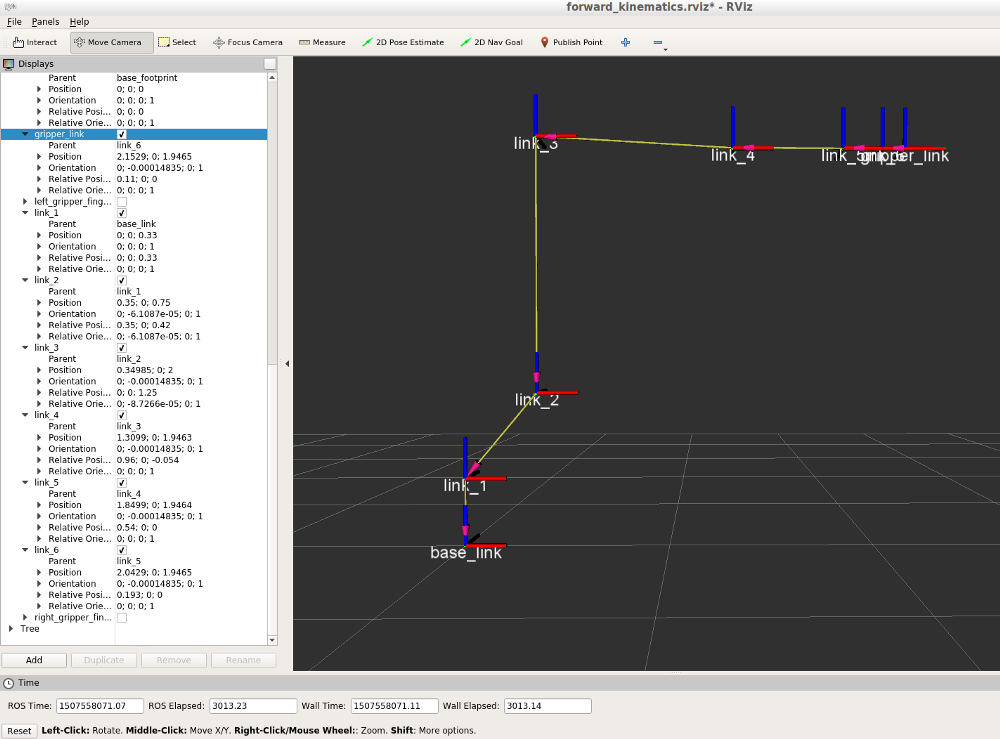 forward_kinematics.rviz* - RViz
File Panels Help
Interact Move Camera Select Focus Camera Measure 2D Pose Estimate 2D Nav Goal Publish Point
Displays
Parent base_footprint
Position 0; 0; 0
Orientation 0; 0; 0; 1
Relative Posi... 0; 0; 0
Relative Orie... 0; 0; 0; 1
gripper_link
Parent link_6
Position 2.1529; 0; 1.9465
Orientation 0; -0.00014835; 0; 1
Relative Posi... 0.11; 0; 0
Relative Orie... 0; 0; 0; 1
left_gripper_fing...
link_1
Parent base_link
Position 0; 0; 0.33
Orientation 0; 0; 0; 1
Relative Posi... 0; 0; 0.33
Relative Orie... 0; 0; 0; 1
link_2
Parent link_1
Position 0.35; 0; 0.75
Orientation 0; -6.1087e-05; 0; 1
Relative Posi... 0.35; 0; 0.42
Relative Orie... 0; -6.1087e-05; 0; 1
link_3
Parent link_2
Position 0.34985; 0; 2
Orientation 0; -0.00014835; 0; 1
Relative Posi... 0; 0; 1.25
Relative Orie... 0; -8.7266e-05; 0; 1
link_4
Parent link_3
Position 1.3099; 0; 1.9463
Orientation 0; -0.00014835; 0; 1
Relative Posi... 0.96; 0; -0.054
Relative Orie... 0; 0; 0; 1
link_5
Parent link_4
Position 1.8499; 0; 1.9464
Orientation 0; -0.00014835; 0; 1
Relative Posi... 0.54; 0; 0
Relative Orie... 0; 0; 0; 1
link_6
Parent link_5
Position 2.0429; 0; 1.9465
Orientation 0; -0.00014835; 0; 1
Relative Posi... 0.193; 0; 0
Relative Orie... 0; 0; 0; 1
right_gripper_fin...
Tree
Add Duplicate Remove Rename
link_3
link_4
link_5
gripper_link
link_2
link_1
base_link
Time
ROS Time: 1507558071.07 ROS Elapsed: 3013.23 Wall Time: 1507558071.11 Wall Elapsed: 3013.14
Reset Left-Click: Rotate. Middle-Click: Move X/Y. Right-Click/Mouse Wheel:: Zoom. Shift: More options.